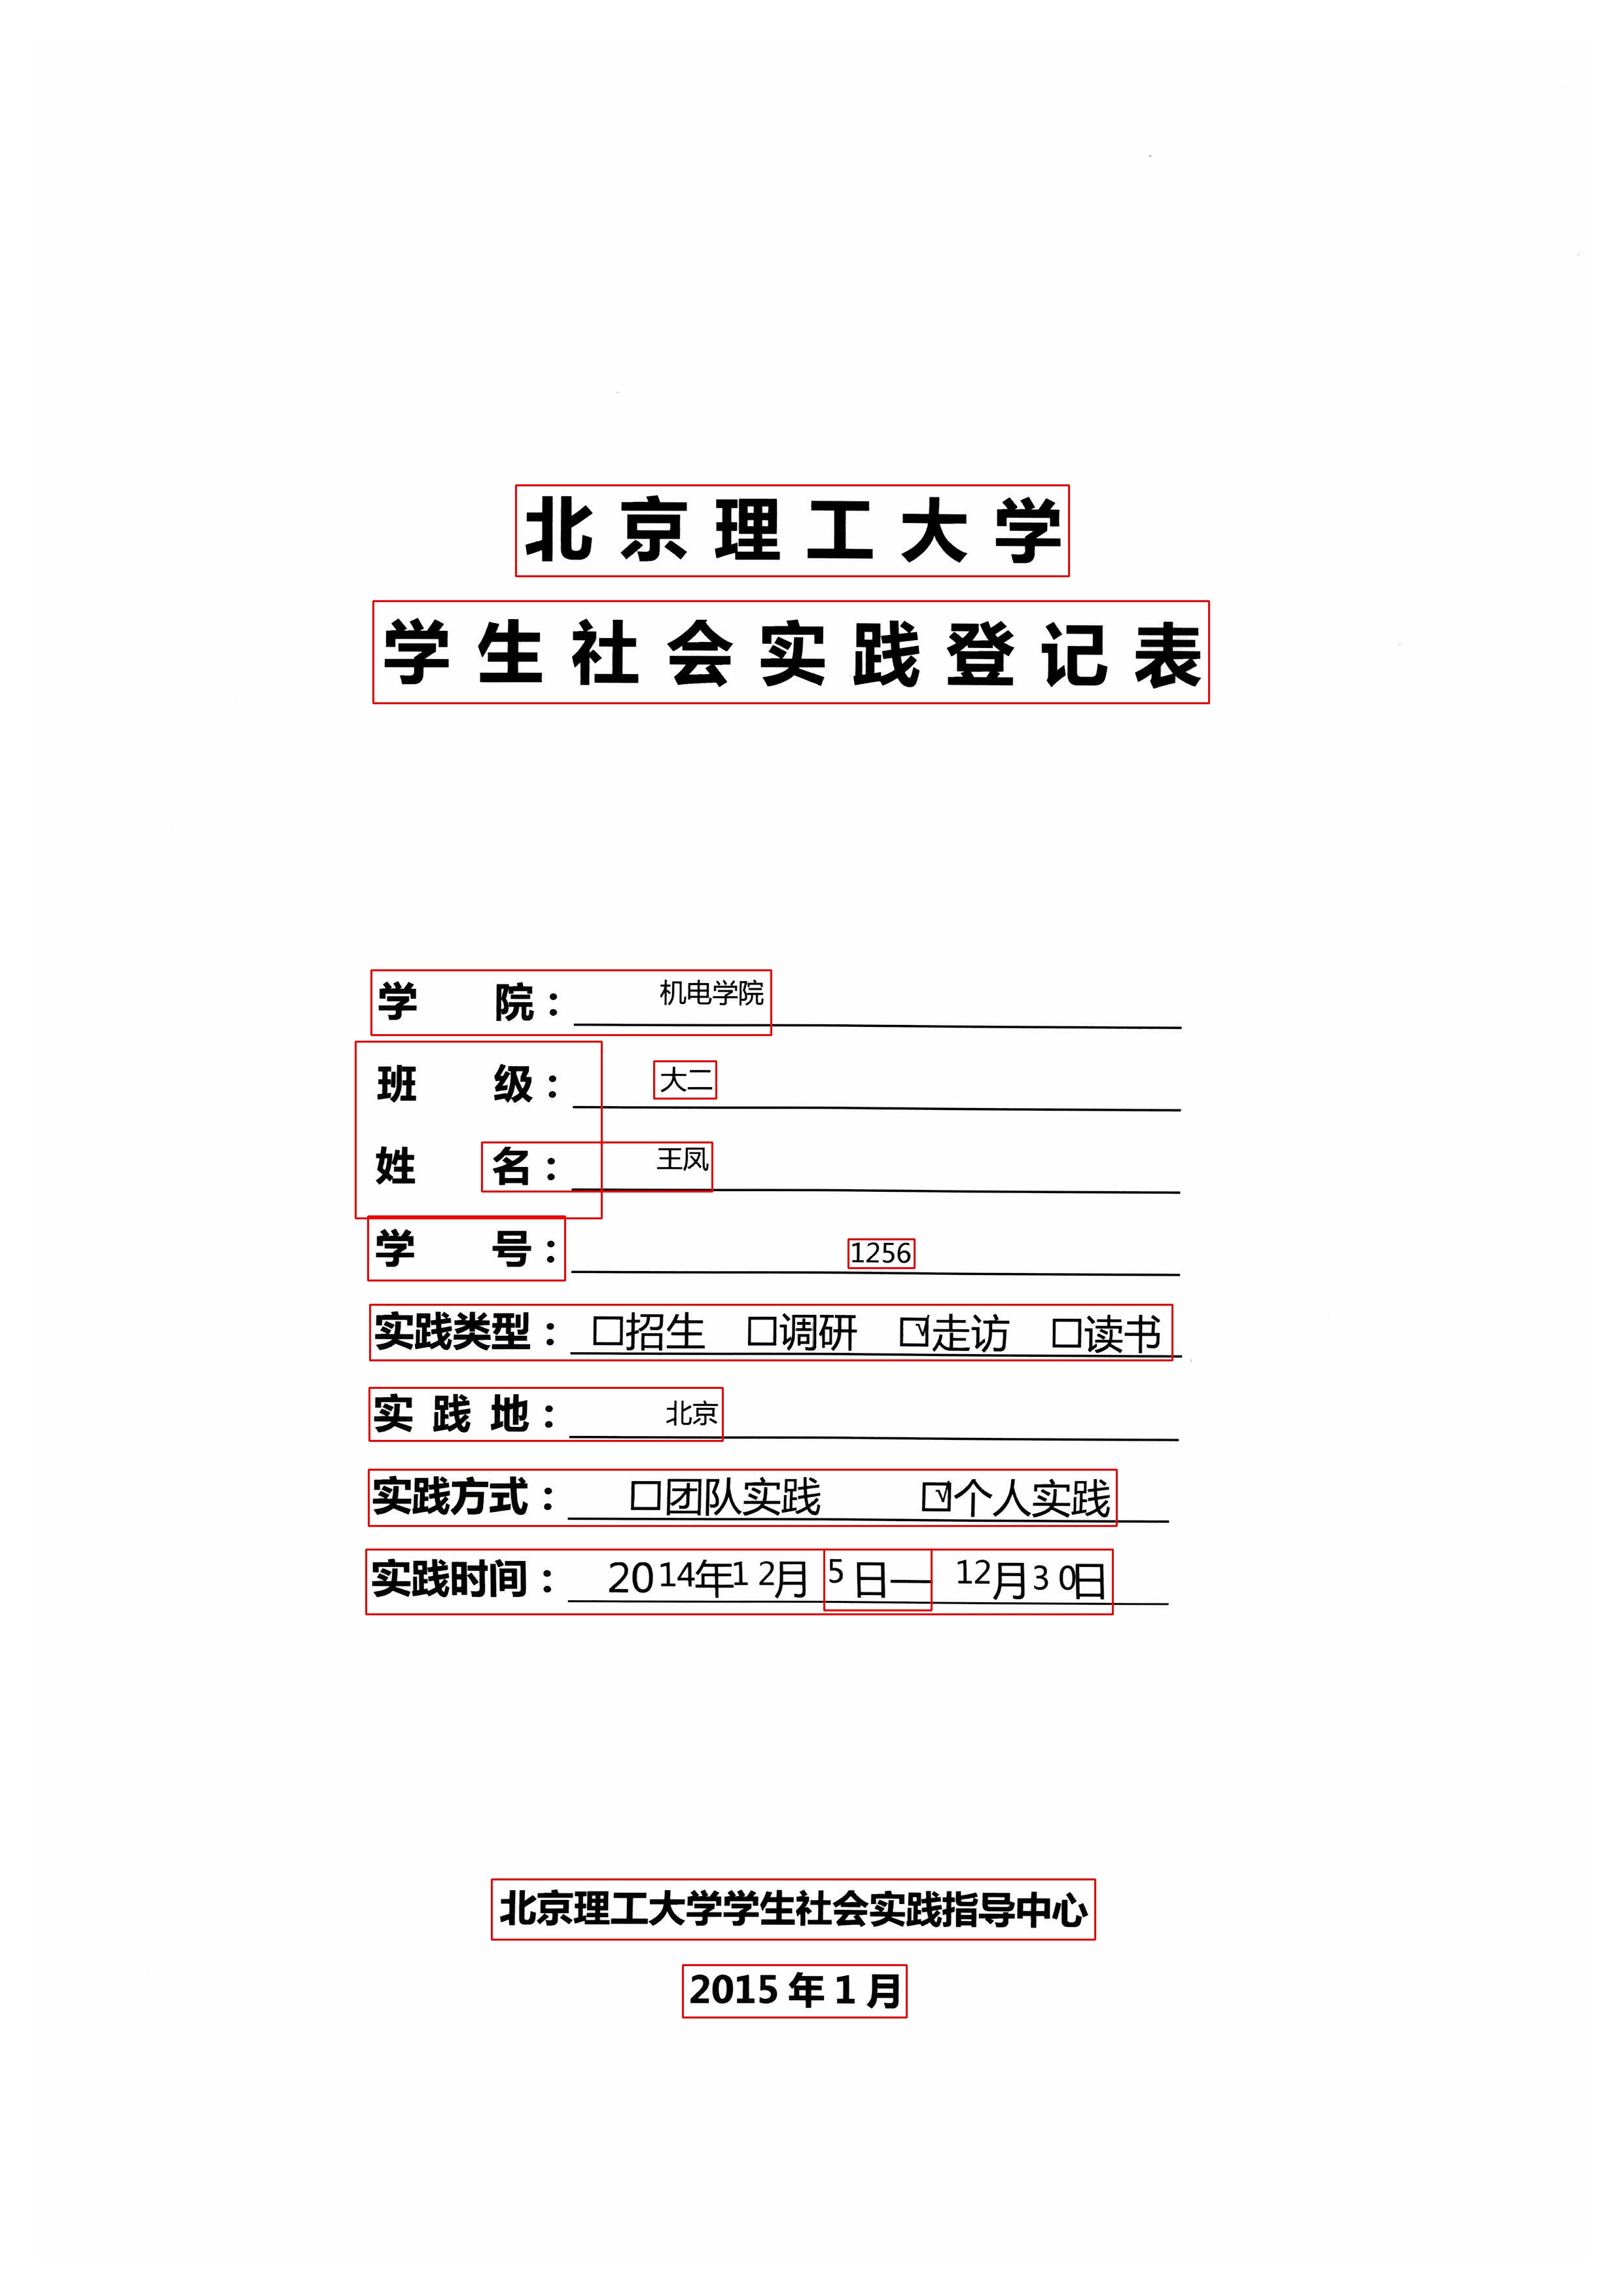 北京理工大学
学生社会实践登记表
学 院：机电学院
班 级：大二
姓 名：王凤
学 号：1256
实践类型：☐招生 ☐调研 ☑走访 ☐读书
实践地：北京
实践方式：☐团队实践 ☑个人实践
实践时间：2014年12月5日—12月30日
北京理工大学学生社会实践指导中心
2015年1月